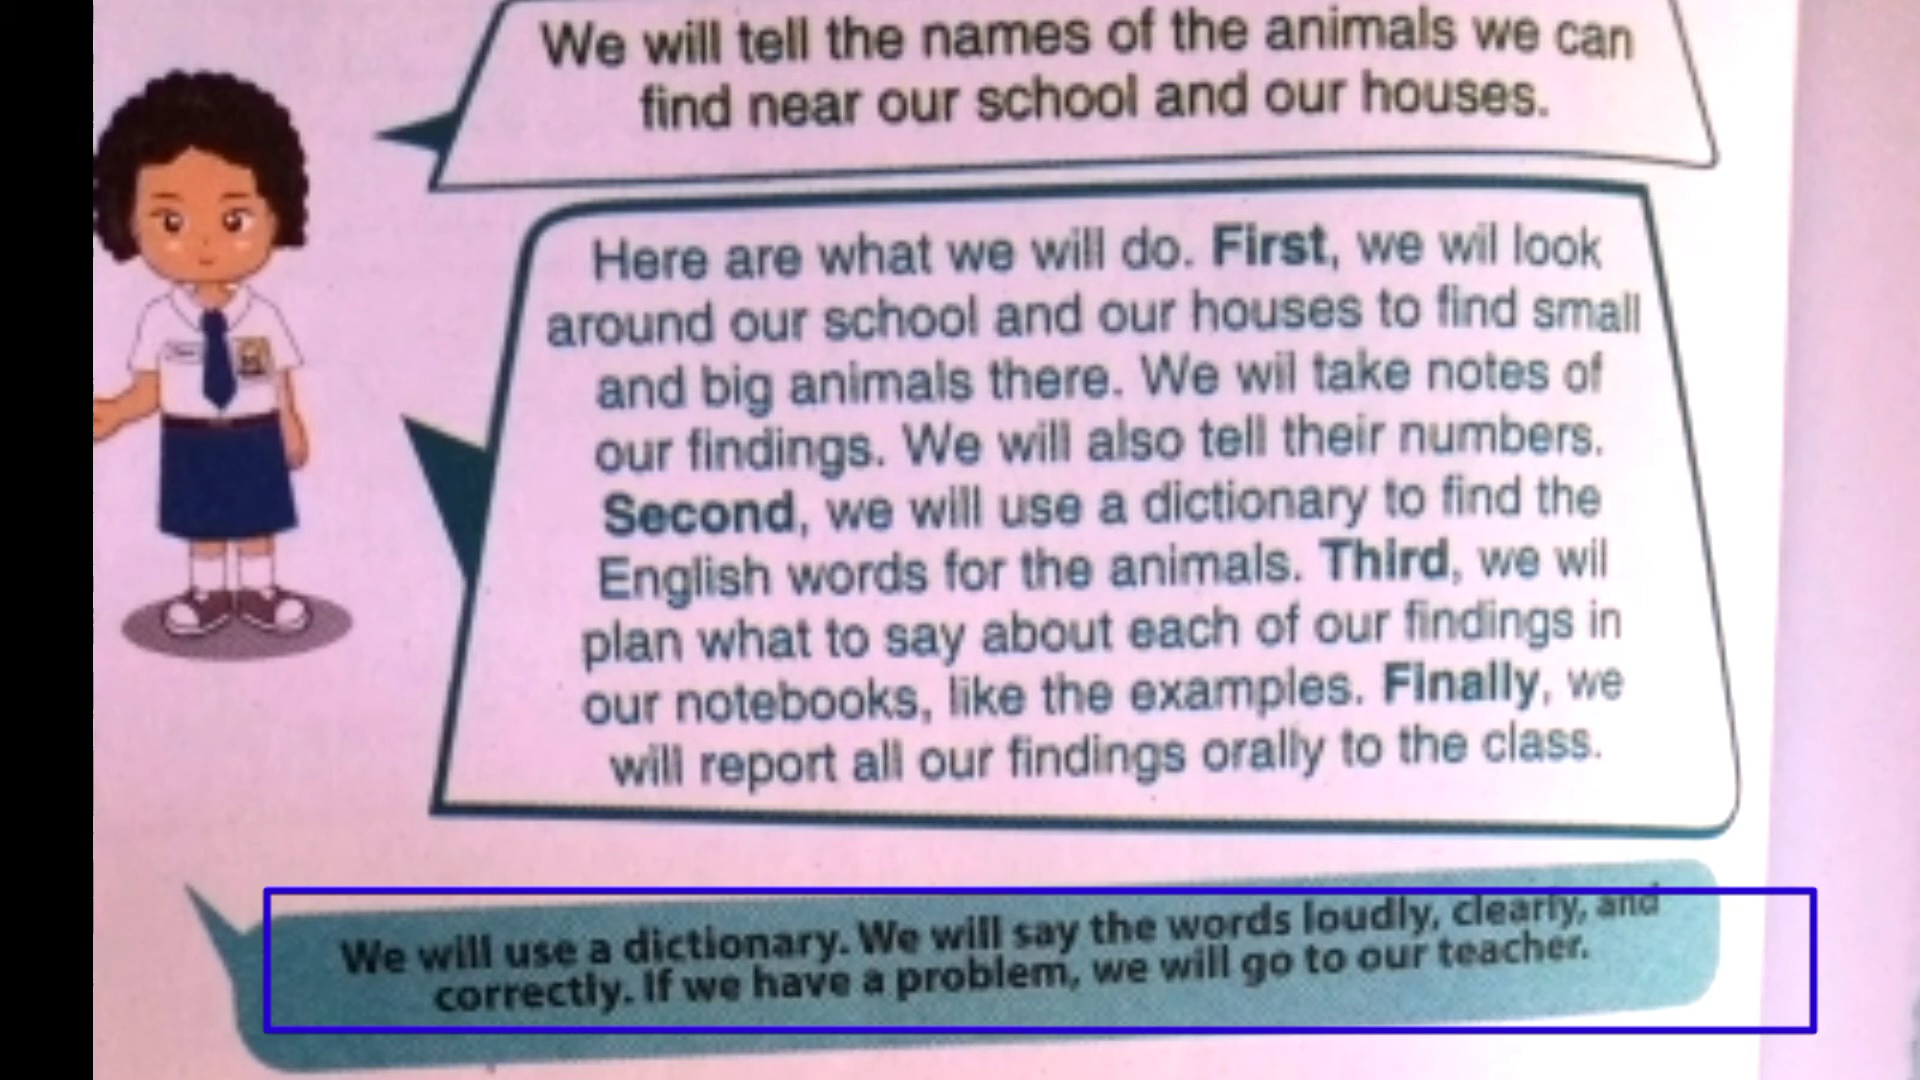 We will tell the names of the animals we can
find near our school and our houses.
Here are what we will do. First, we wil look
around our school and our houses to find small
and big animals there. We wil take notes of
our findings. We will also tell their numbers.
Second, we will use a dictionary to find the
English words for the animals. Third, we wil
plan what to say about each of our findings in
our notebooks, like the examples. Finally, we
will report all our findings orally to the class.
We will use a dictionary. We will say the words loudly, clearly, and
correctly. If we have a problem, we will go to our teacher.